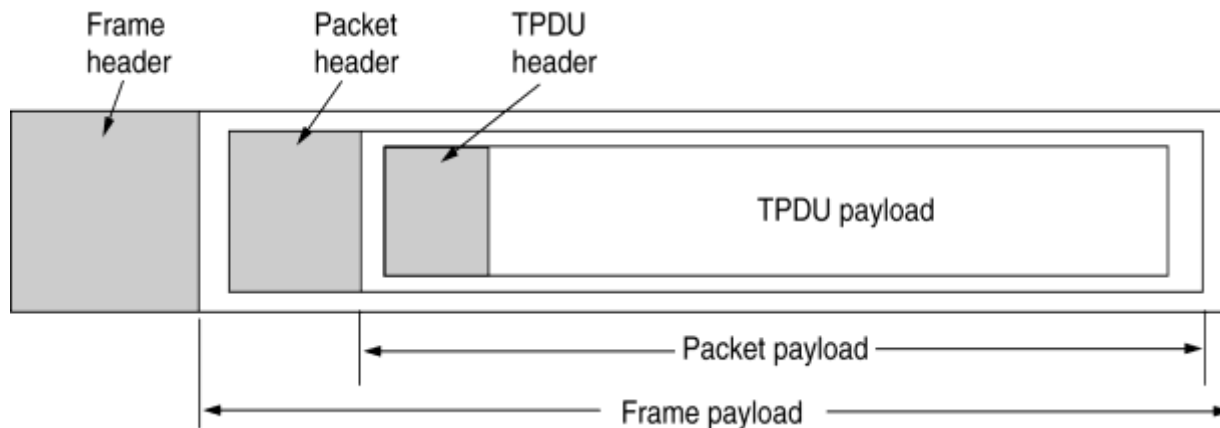 Frame
header
Packet
header
TPDU
header
TPDU payload
Packet payload
Frame payload